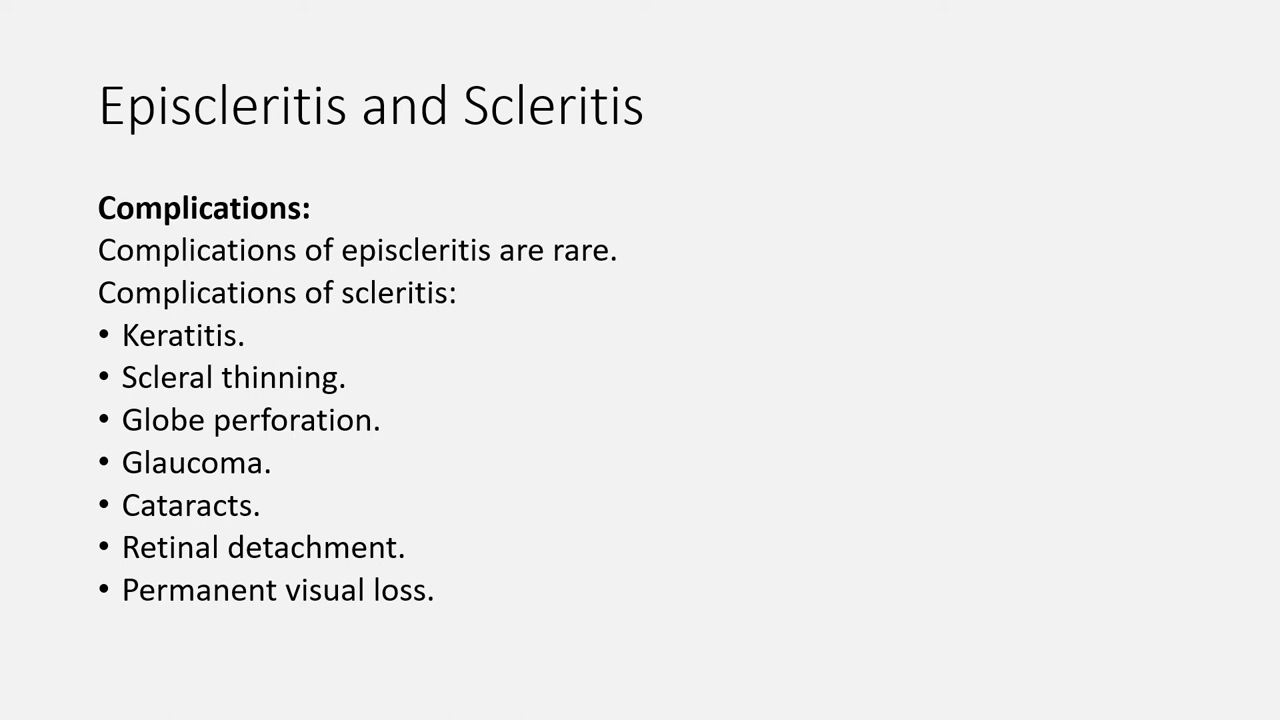 Episcleritis and Scleritis
Complications:
Complications of episcleritis are rare.
Complications of scleritis:
• Keratitis.
• Scleral thinning.
• Globe perforation.
• Glaucoma.
• Cataracts.
• Retinal detachment.
• Permanent visual loss.